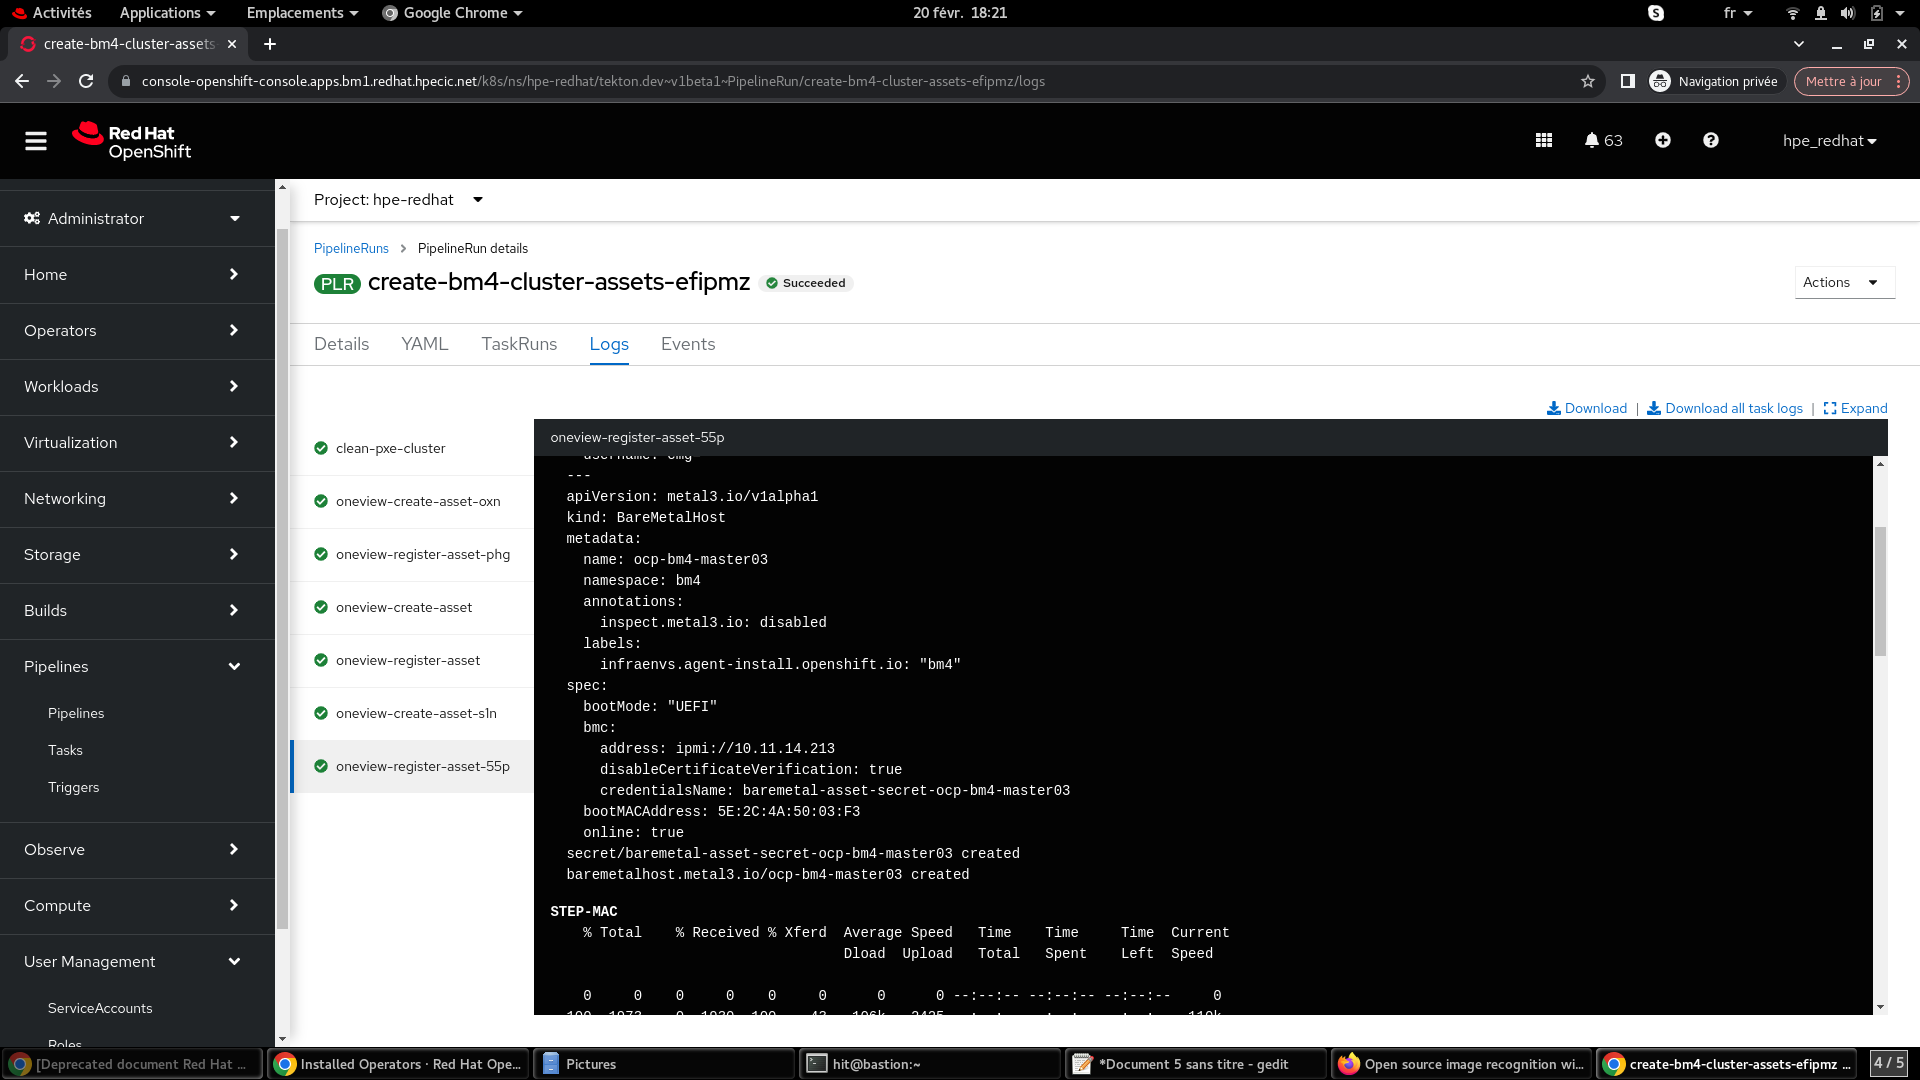 Activités Applications Emplacements Google Chrome 20 févr. 18:21 fr
create-bm4-cluster-assets
console-openshift-console.apps.bm1.redhat.hpecic.net/k8s/ns/hpe-redhat/tekton.dev~v1beta1~PipelineRun/create-bm4-cluster-assets-efipmz/logs Navigation privée Mettre à jour
Red Hat
OpenShift
63 hpe_redhat
Administrator
Home
Operators
Workloads
Virtualization
Networking
Storage
Builds
Pipelines
Pipelines
Tasks
Triggers
Observe
Compute
User Management
ServiceAccounts
Roles
Project: hpe-redhat
PipelineRuns PipelineRun details
PLR create-bm4-cluster-assets-efipmz Succeeded
Actions
Details YAML TaskRuns Logs Events
Download | Download all task logs | Expand
clean-pxe-cluster
oneview-create-asset-oxn
oneview-register-asset-phg
oneview-create-asset
oneview-register-asset
oneview-create-asset-s1n
oneview-register-asset-55p
oneview-register-asset-55p
username: cmg
---
apiVersion: metal3.io/v1alpha1
kind: BareMetalHost
metadata:
name: ocp-bm4-master03
namespace: bm4
annotations:
inspect.metal3.io: disabled
labels:
infraenvs.agent-install.openshift.io: "bm4"
spec:
bootMode: "UEFI"
bmc:
address: ipmi://10.11.14.213
disableCertificateVerification: true
credentialsName: baremetal-asset-secret-ocp-bm4-master03
bootMACAddress: 5E:2C:4A:50:03:F3
online: true
secret/baremetal-asset-secret-ocp-bm4-master03 created
baremetalhost.metal3.io/ocp-bm4-master03 created
STEP-MAC
% Total % Received % Xferd Average Speed Time Time Time Current
Dload Upload Total Spent Left Speed
0 0 0 0 0 0 0 0 --:--:-- --:--:-- --:--:-- 0
[Deprecated document Red Hat ... Installed Operators · Red Hat Ope... Pictures hit@bastion:~ *Document 5 sans titre - gedit Open source image recognition wi... create-bm4-cluster-assets-efipmz ... 4 / 5